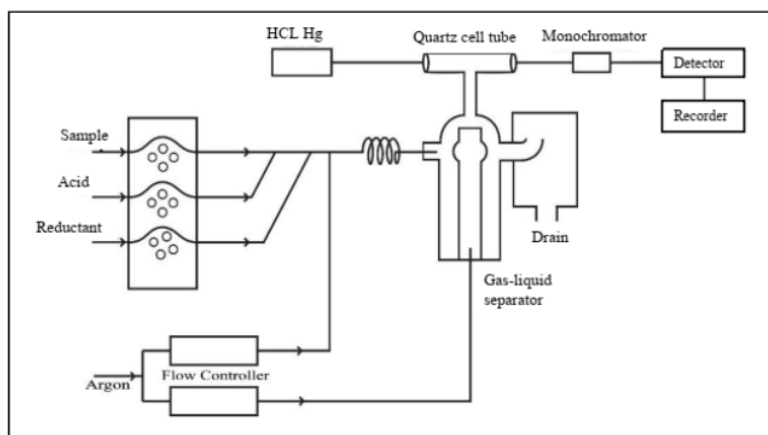 HCL Hg
Quartz cell tube
Monochromator
Detector
Recorder
Sample
Acid
Reductant
Drain
Gas-liquid
separator
Argon
Flow Controller